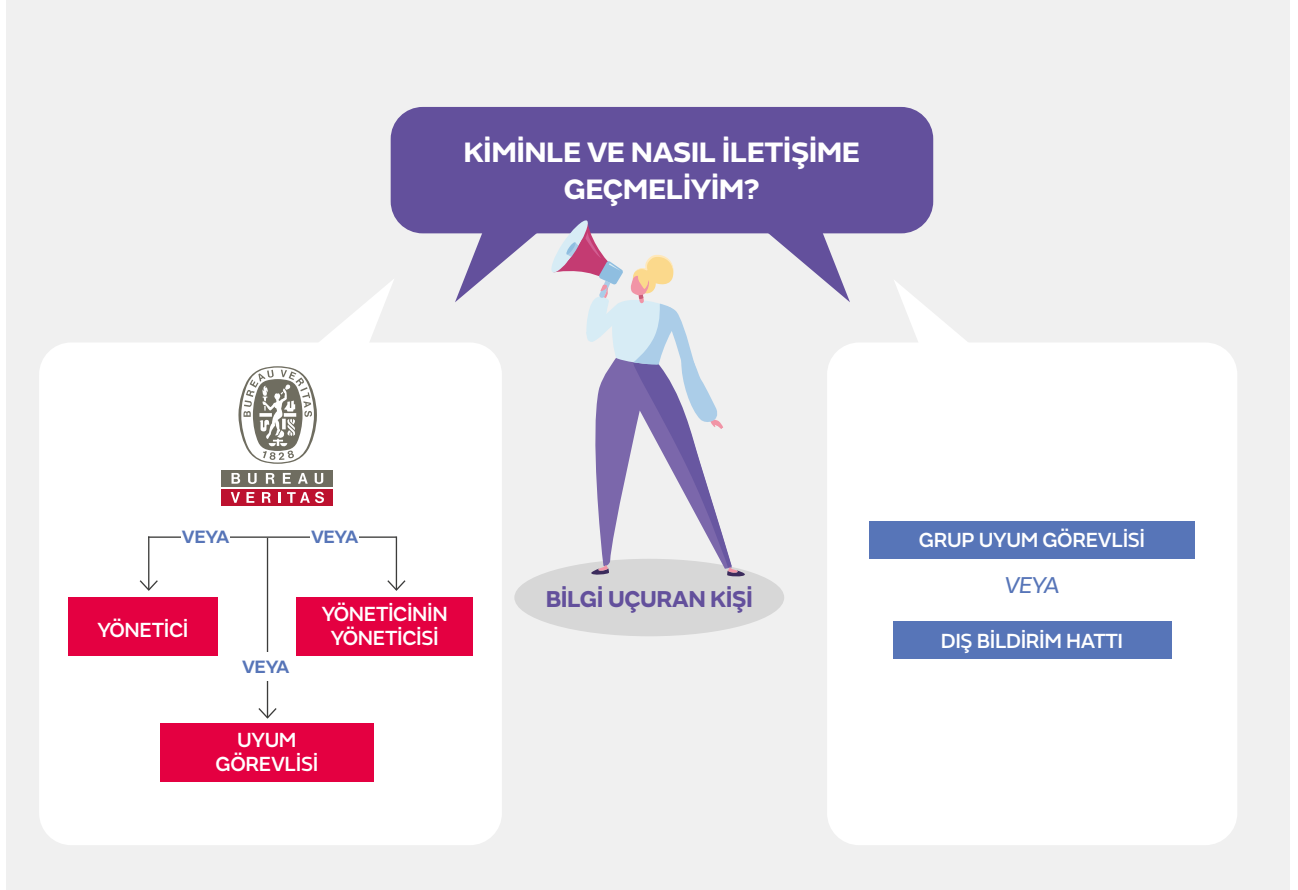 KİMİNLE VE NASIL İLETİŞİME
GEÇMELİYİM?
BUREAU VERITAS
1828
BUREAU
VERITAS
VEYA
VEYA
YÖNETİCİ
YÖNETİCİNİN
YÖNETİCİSİ
VEYA
UYUM
GÖREVLİSİ
BİLGİ UÇURAN KİŞİ
GRUP UYUM GÖREVLİSİ
VEYA
DIŞ BİLDİRİM HATTI